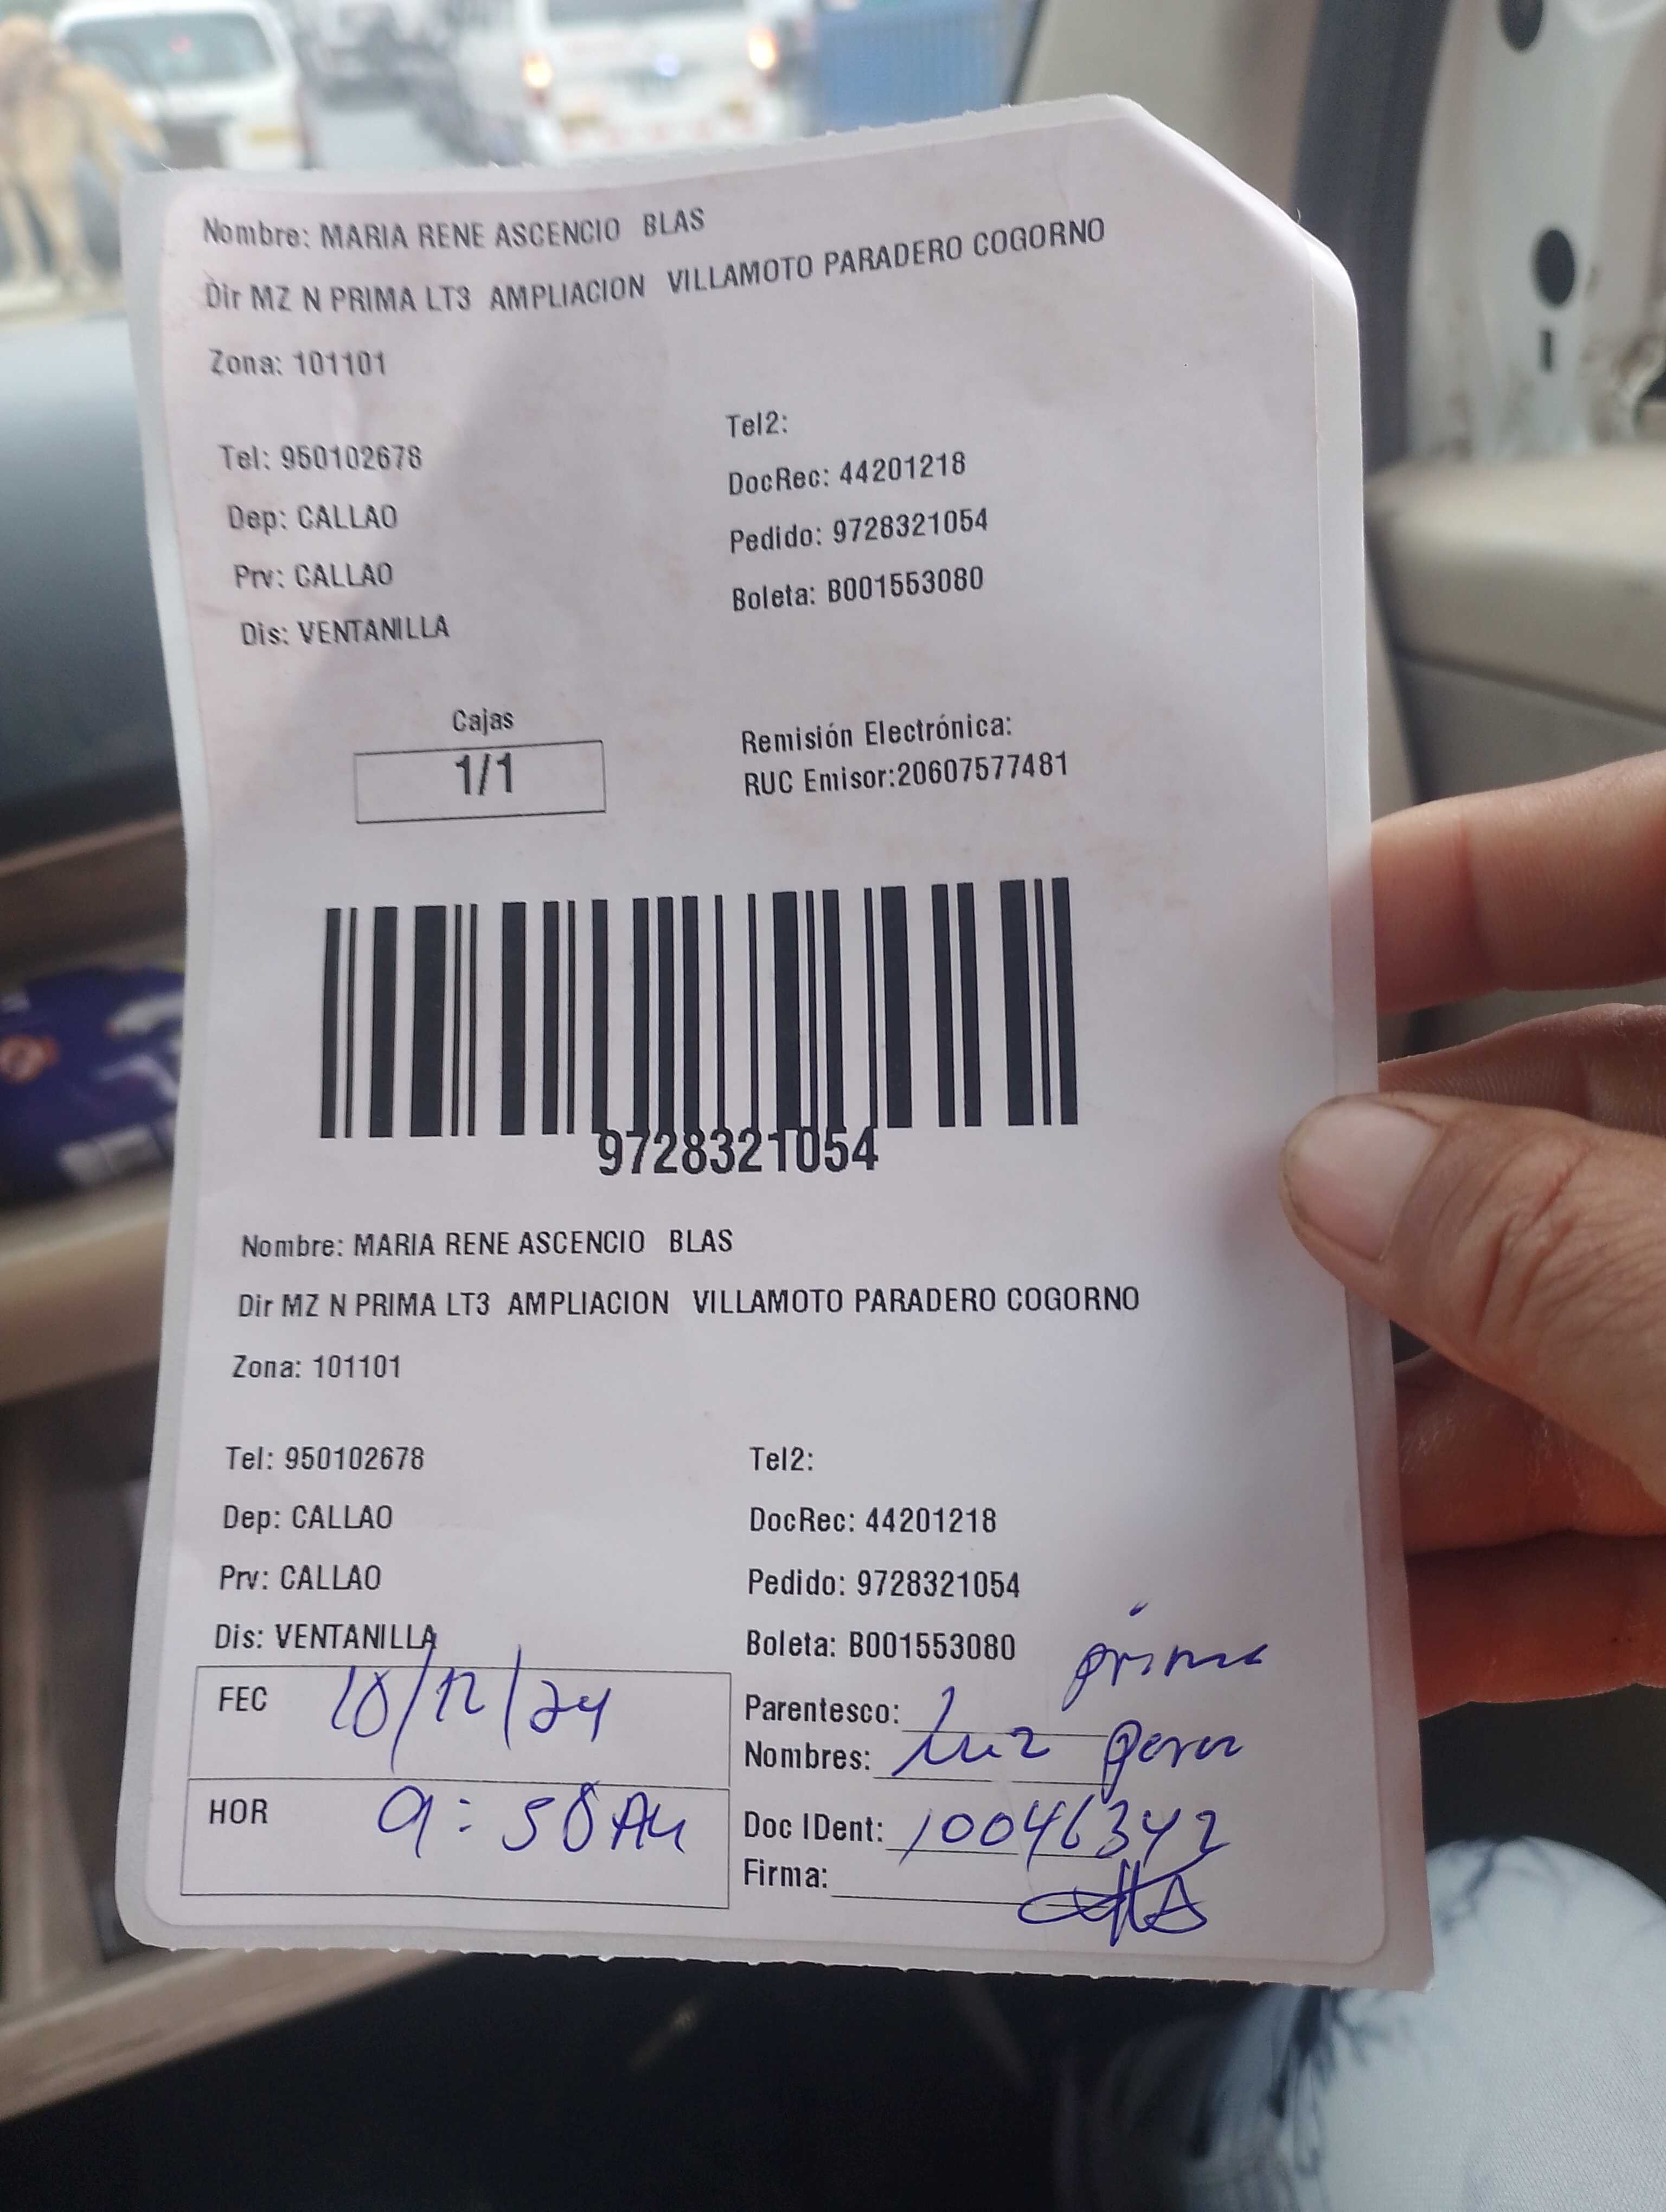 Nombre: MARIA RENE ASCENCIO BLAS
Dir MZ N PRIMA LT3 AMPLIACION VILLAMOTO PARADERO COGORNO
Zona: 101101
Tel: 950102678
Tel2:
Dep: CALLAO
DocRec: 44201218
Prv: CALLAO
Pedido: 9728321054
Dis: VENTANILLA
Boleta: B001553080
Cajas
1/1
Remisión Electrónica:
RUC Emisor:20607577481
9728321054
Nombre: MARIA RENE ASCENCIO BLAS
Dir MZ N PRIMA LT3 AMPLIACION VILLAMOTO PARADERO COGORNO
Zona: 101101
Tel: 950102678
Tel2:
Dep: CALLAO
DocRec: 44201218
Prv: CALLAO
Pedido: 9728321054
Dis: VENTANILLA
Boleta: B001553080
FEC
Parentesco: prima
Nombres: Luz
HOR 9:58 AM
Doc IDent: 10046342
Firma: